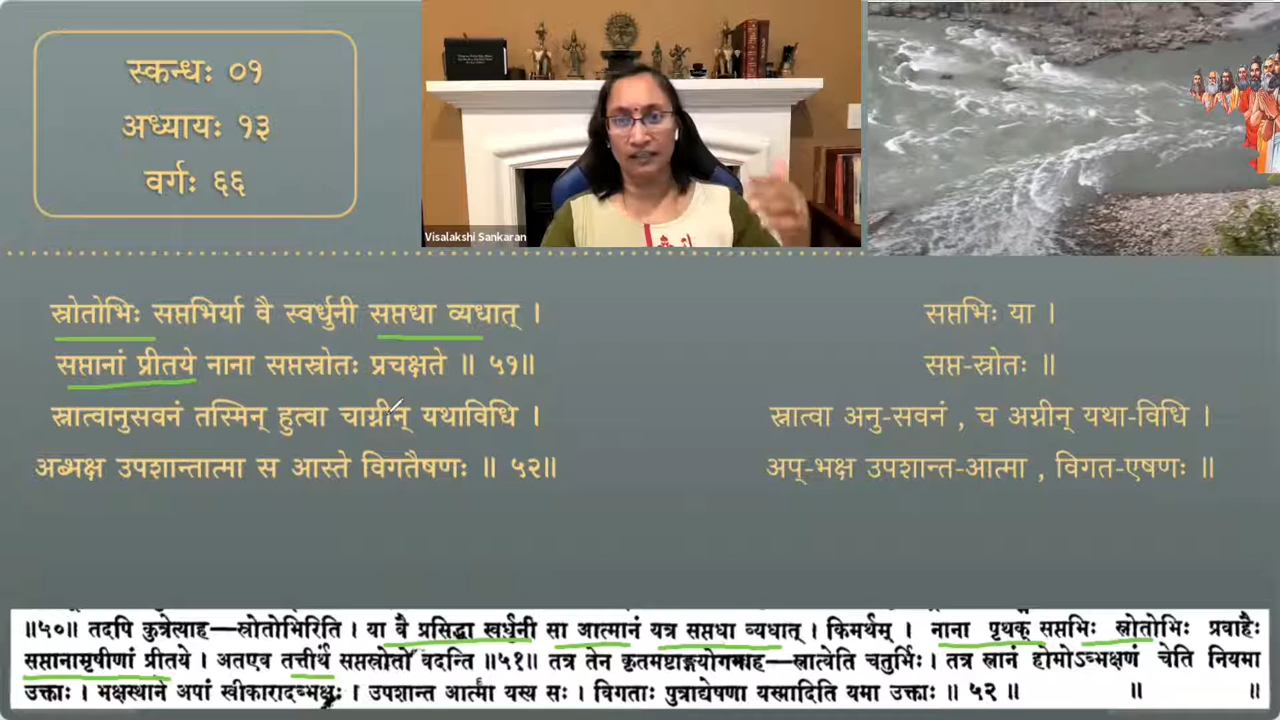 स्कन्धः ०१
अध्यायः १३
वर्गः ६६
Visalakshi Sankaran
स्रोतोभिः सप्तभिर्या वै स्वर्धुनी सप्तधा व्यधात् ।
सप्तानां प्रीतये नाना सप्तस्रोतः प्रचक्षते ॥ ५१॥
स्नात्वानुसवनं तस्मिन् हुत्वा चाग्नीन् यथाविधि ।
अब्भक्ष उपशान्तात्मा स आस्ते विगतैषणः ॥ ५२॥
सप्तभिः या ।
सप्त-स्रोतः ॥
स्नात्वा अनु-सवनं , च अग्नीन् यथा-विधि ।
अप्-भक्ष उपशान्त-आत्मा , विगत-एषणः ॥
॥५०॥ तदपि कुत्रेत्याह—स्रोतोभिरिति । या वै प्रसिद्धा स्वर्धुनी सा आत्मानं यत्र सप्तधा व्यधात् । किमर्थम् । नाना पृथक् सप्तभिः स्रोतोभिः प्रवाहैः
सप्तानामृषीणां प्रीतये । अतएव तत्तीर्थं सप्तस्रोतो वदन्ति ॥५१॥ तत्र तेन कृतमष्टाङ्गयोगमाह—स्नात्वेति चतुर्भिः । तत्र स्नानं होमोऽब्भक्षणं चेति नियमा
उक्ताः । भक्षस्थाने अपां स्वीकारादब्भक्षः । उपशान्त आत्मा यस्य सः । विगताः पुत्राद्येषणा यस्मादिति यमा उक्ताः ॥ ५२ ॥ ॥ ॥